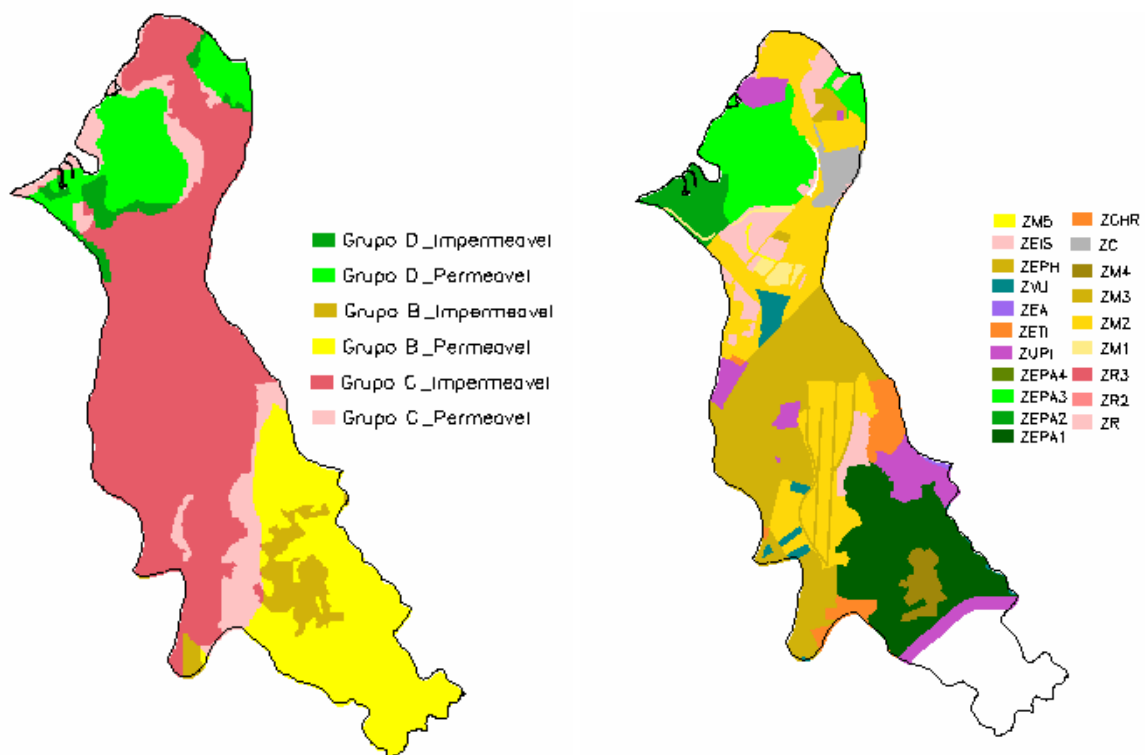 Grupo D_Impermeavel
Grupo D_Permeavel
Grupo B_Impermeavel
Grupo B_Permeavel
Grupo C_Impermeavel
Grupo C_Permeavel
ZEIS
ZEPH
ZVU
ZEA
ZETI
ZUPI
ZEPA4
ZEPA3
ZEPA2
ZEPA1
ZCHR
ZC
ZM4
ZM3
ZM2
ZM1
ZR3
ZR2
ZR